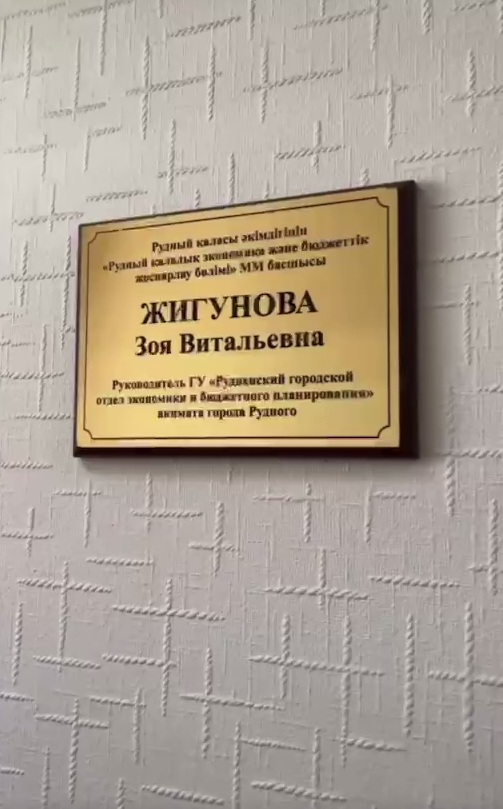 Рудный қаласы әкімдігінің
«Рудный қалалық экономика және бюджеттік
жоспарлау бөлімі» ММ басшысы
ЖИГУНОВА
Зоя Витальевна
Руководитель ГУ «Рудненский городской
отдел экономики и бюджетного планирования»
акимата города Рудного